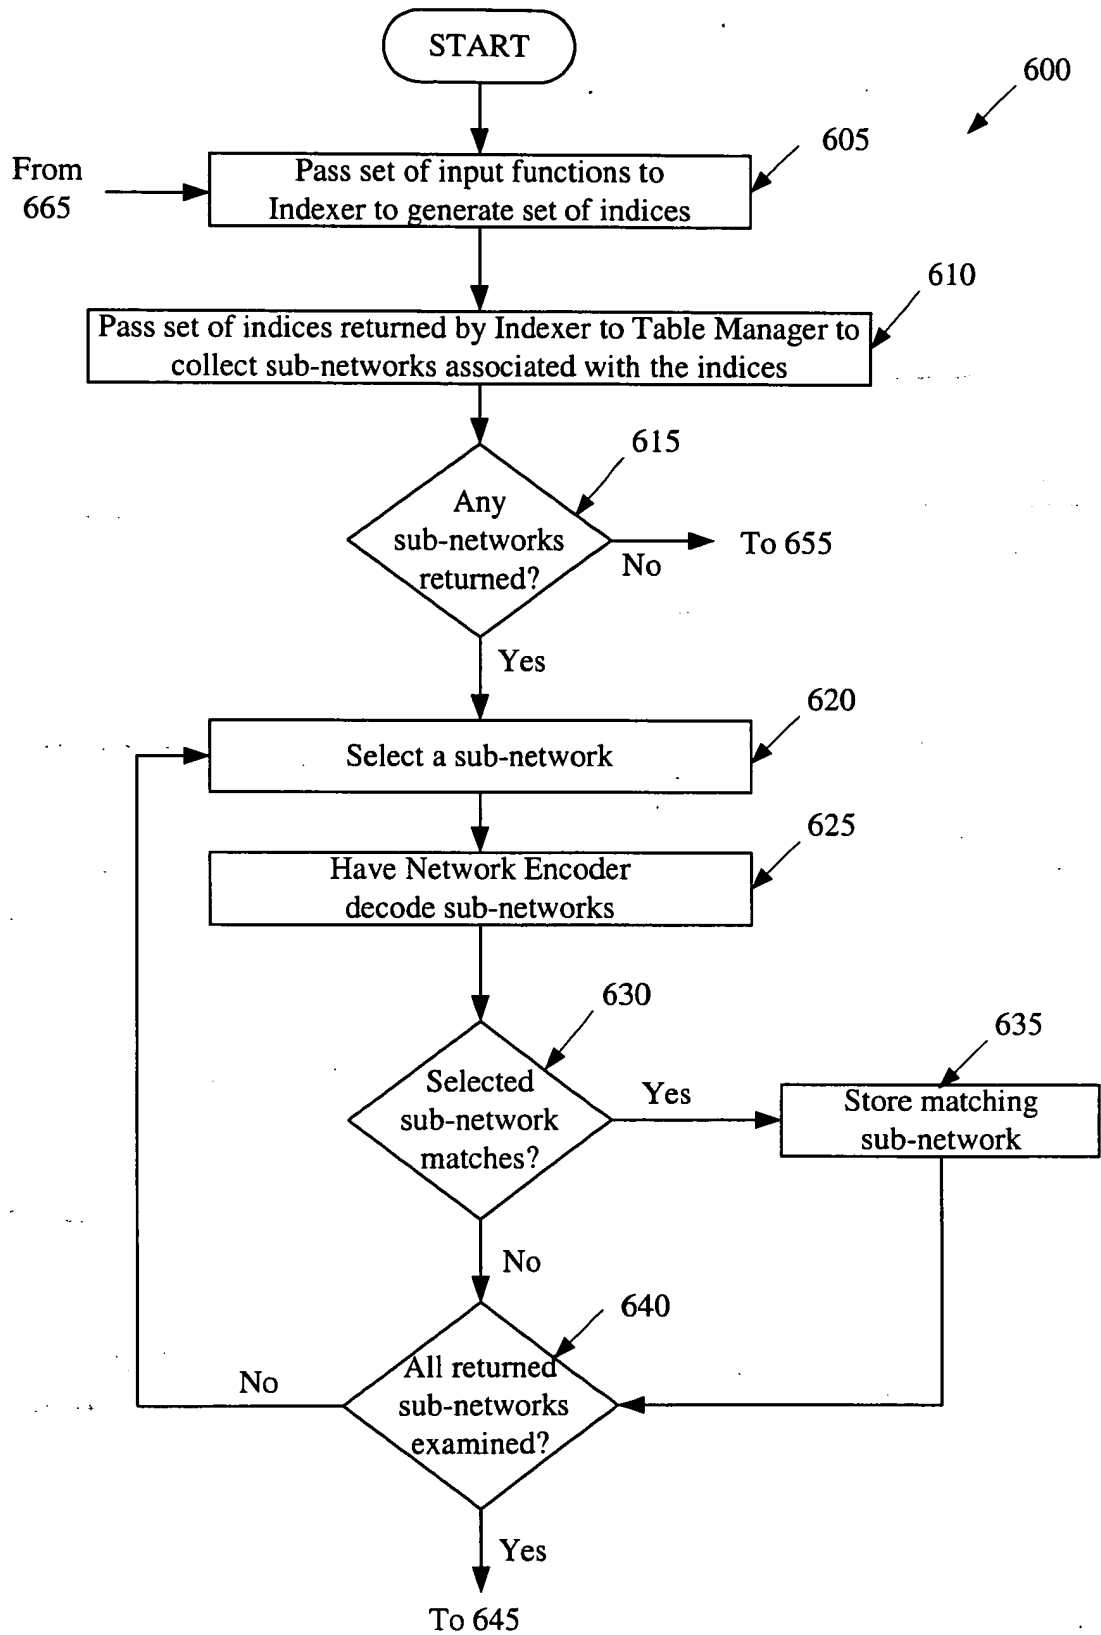 START
600
605
From
665
Pass set of input functions to
Indexer to generate set of indices
610
Pass set of indices returned by Indexer to Table Manager to
collect sub-networks associated with the indices
615
Any
sub-networks
returned?
No
To 655
Yes
620
Select a sub-network
625
Have Network Encoder
decode sub-networks
630
635
Selected
sub-network
matches?
Yes
Store matching
sub-network
No
640
All returned
sub-networks
examined?
No
Yes
To 645